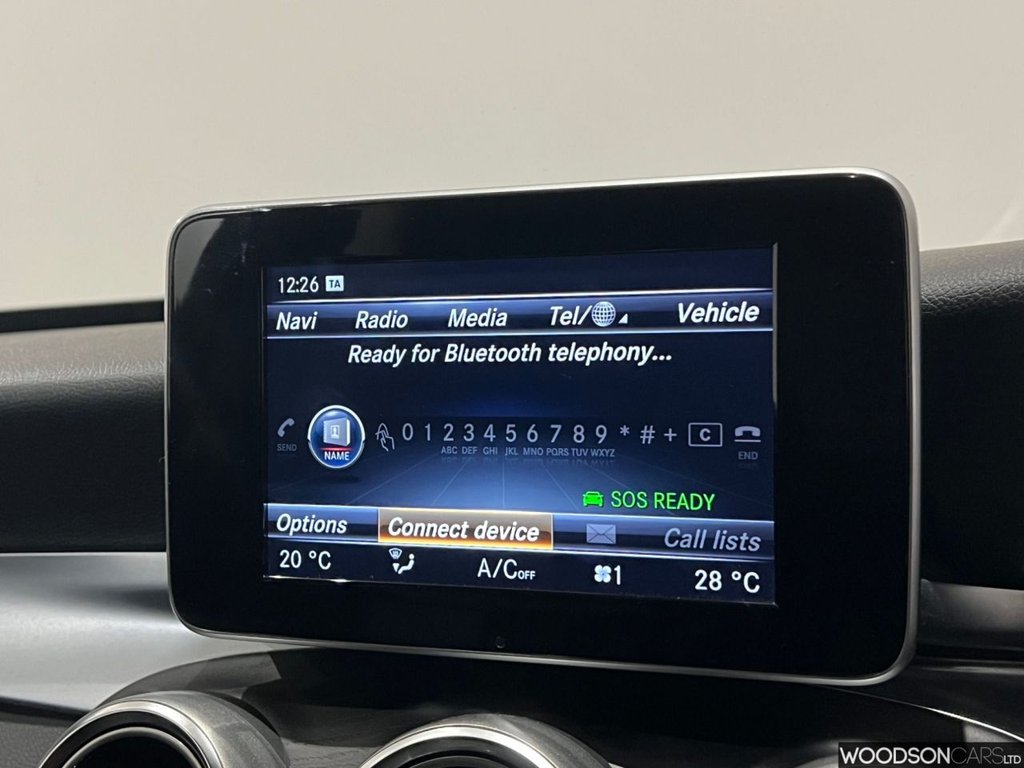 12:26 TA
Navi Radio Media Tel/ Vehicle
Ready for Bluetooth telephony...
0 1 2 3 4 5 6 7 8 9 * # + C
SEND NAME ABC DEF GHI JKL MNO PQRS TUV WXYZ END
SOS READY
Options Connect device Call lists
20 °C A/C OFF 1 28 °C
WOODSONCARS LTD